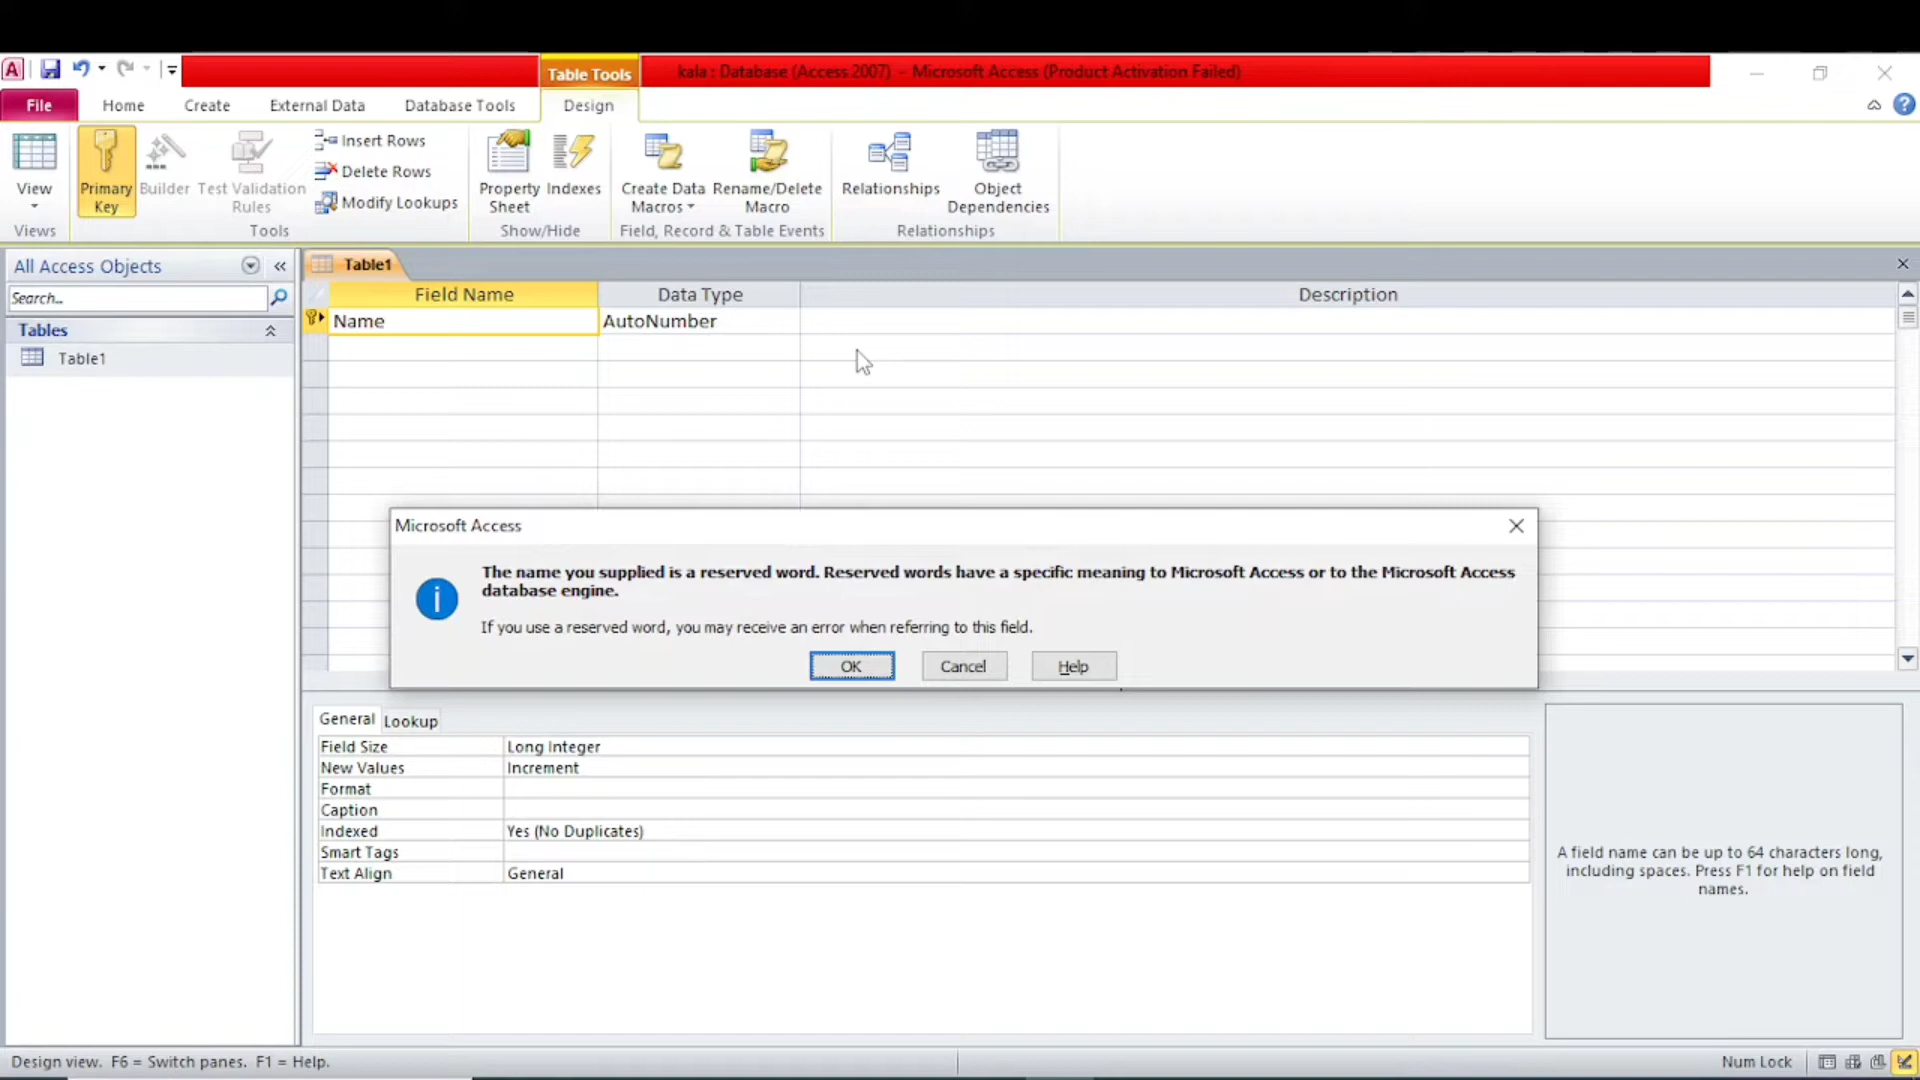 Table Tools
kala : Database (Access 2007) – Microsoft Access (Product Activation Failed)
File
Home
Create
External Data
Database Tools
Design
View
Primary
Key
Builder
Test Validation
Rules
Insert Rows
Delete Rows
Modify Lookups
Property
Sheet
Indexes
Create Data
Macros
Rename/Delete
Macro
Relationships
Object
Dependencies
Views
Tools
Show/Hide
Field, Record & Table Events
Relationships
All Access Objects
Search...
Tables
Table1
Table1
Field Name
Data Type
Description
Name
AutoNumber
Microsoft Access
The name you supplied is a reserved word. Reserved words have a specific meaning to Microsoft Access or to the Microsoft Access
database engine.
If you use a reserved word, you may receive an error when referring to this field.
OK
Cancel
Help
General
Lookup
Field Size
Long Integer
New Values
Increment
Format
Caption
Indexed
Yes (No Duplicates)
Smart Tags
Text Align
General
A field name can be up to 64 characters long,
including spaces. Press F1 for help on field
names.
Design view. F6 = Switch panes. F1 = Help.
Num Lock